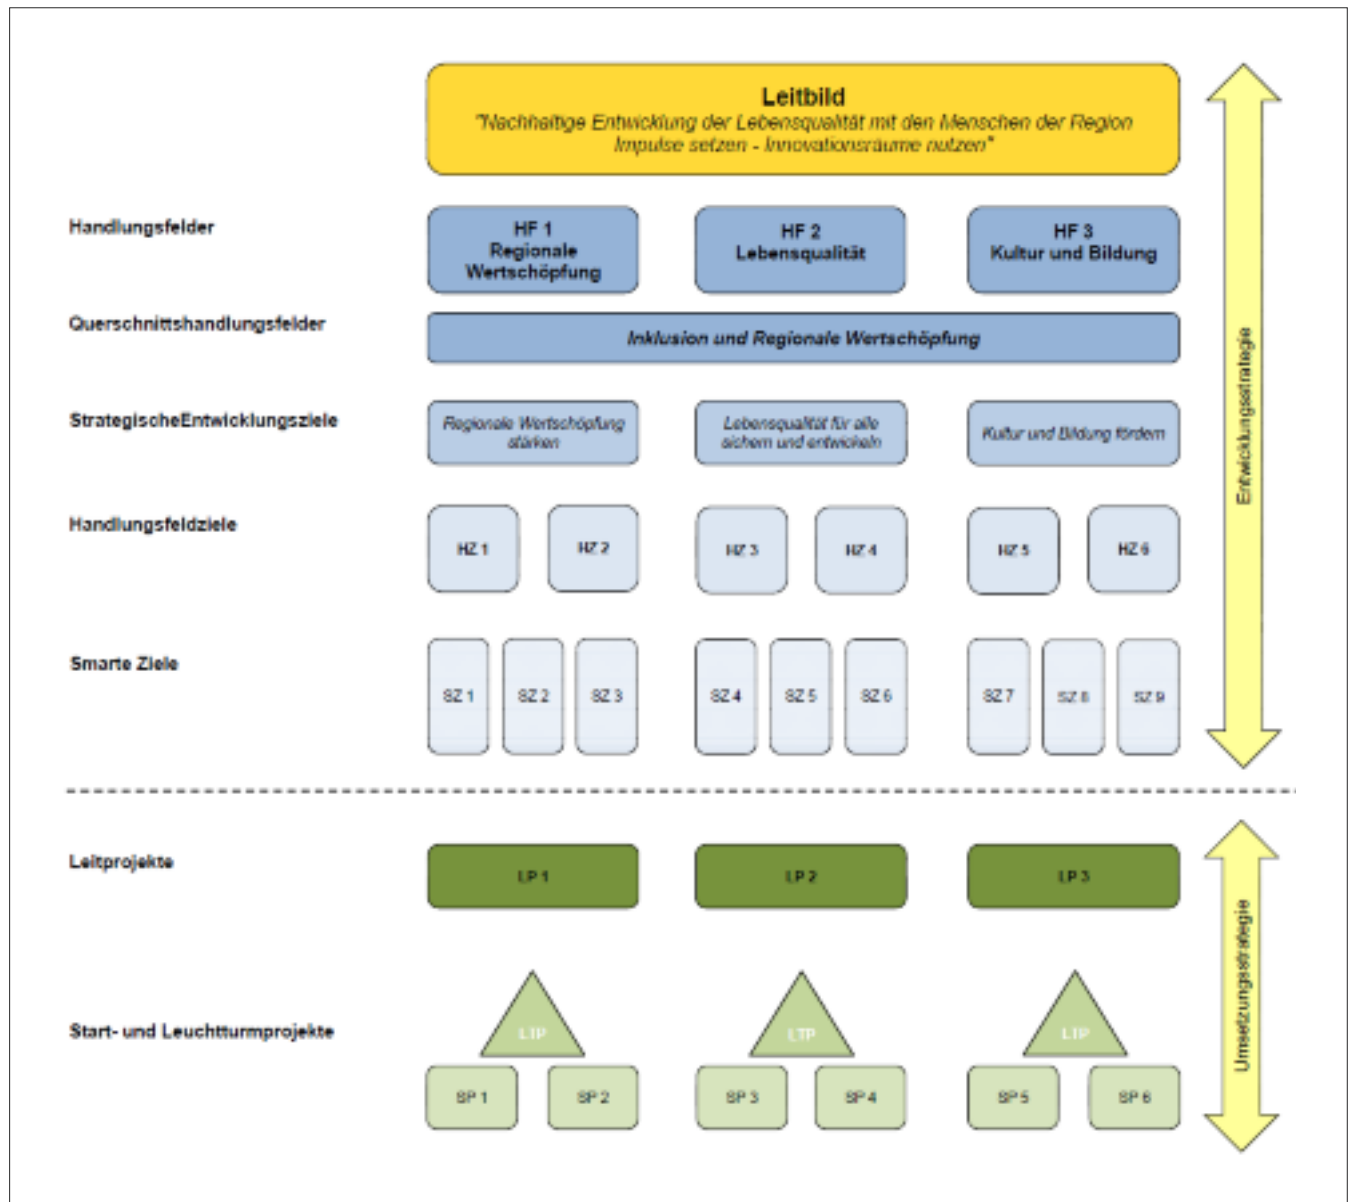 Leitbild
"Nachhaltige Entwicklung der Lebensqualität mit den Menschen der Region
Impulse setzen - Innovationsräume nutzen"
Handlungsfelder
HF 1
Regionale
Wertschöpfung
HF 2
Lebensqualität
HF 3
Kultur und Bildung
Querschnittshandlungsfelder
Inklusion und Regionale Wertschöpfung
StrategischeEntwicklungsziele
Regionale Wertschöpfung
stärken
Lebensqualität für alle
sichern und entwickeln
Kultur und Bildung fördern
Handlungsfeldziele
HZ 1
HZ 2
HZ 3
HZ 4
HZ 5
HZ 6
Smarte Ziele
SZ 1
SZ 2
SZ 3
SZ 4
SZ 5
SZ 6
SZ 7
SZ 8
SZ 9
Entwicklungsstrategie
Leitprojekte
LP 1
LP 2
LP 3
Start- und Leuchtturmprojekte
LTP
LTP
LTP
SP 1
SP 2
SP 3
SP 4
SP 5
SP 6
Umsetzungsstrategie